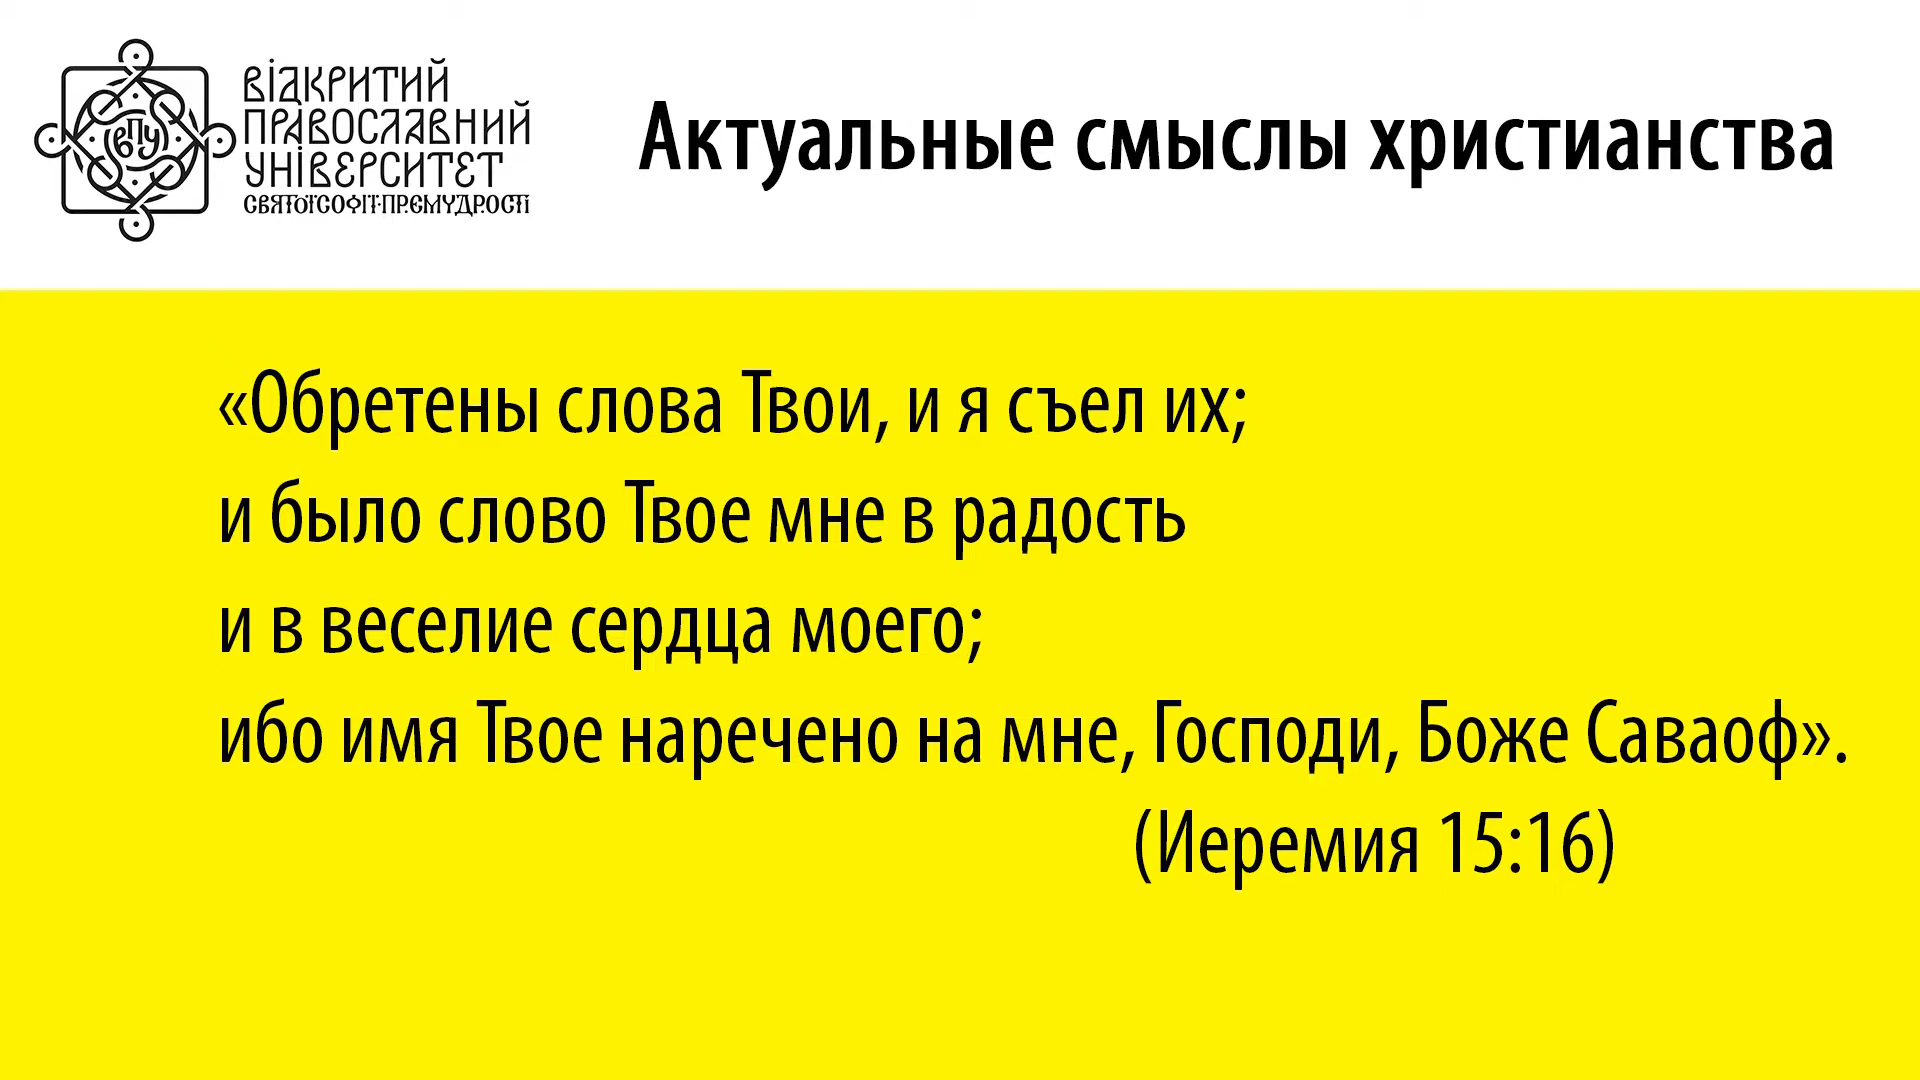 ВІДКРИТИЙ
ПРАВОСЛАВНИЙ
УНІВЕРСИТЕТ
СВЯТОЇ СОФІЇ-ПРЕМУДРОСТІ
ВПУ
Актуальные смыслы христианства
«Обретены слова Твои, и я съел их;
и было слово Твое мне в радость
и в веселие сердца моего;
ибо имя Твое наречено на мне, Господи, Боже Саваоф».
(Иеремия 15:16)